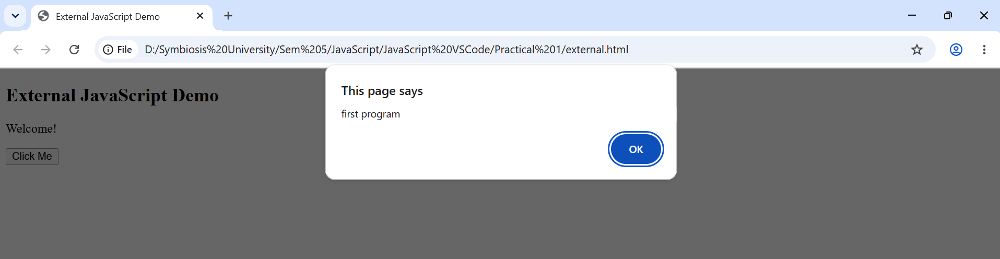 External JavaScript Demo
File D:/Symbiosis%20University/Sem%205/JavaScript/JavaScript%20VSCode/Practical%201/external.html
This page says
first program
OK
External JavaScript Demo
Welcome!
Click Me